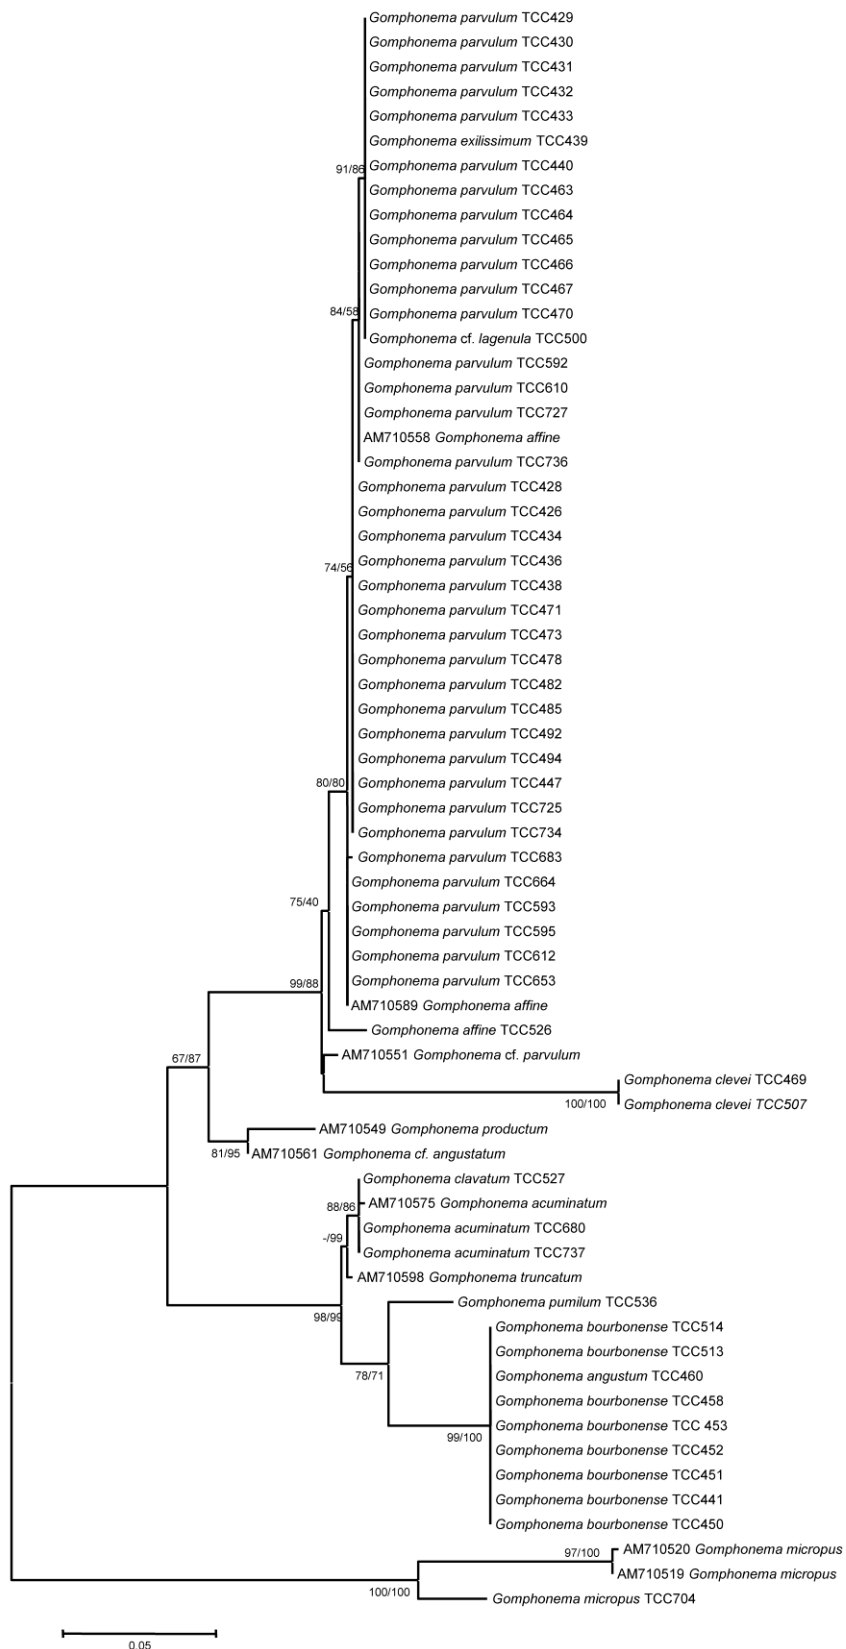 Gomphonema parvulum TCC429
Gomphonema parvulum TCC430
Gomphonema parvulum TCC431
Gomphonema parvulum TCC432
Gomphonema parvulum TCC433
Gomphonema exilissimum TCC439
Gomphonema parvulum TCC440
91/86
Gomphonema parvulum TCC463
Gomphonema parvulum TCC464
Gomphonema parvulum TCC465
Gomphonema parvulum TCC466
Gomphonema parvulum TCC467
Gomphonema parvulum TCC470
84/58
Gomphonema cf. lagenula TCC500
Gomphonema parvulum TCC592
Gomphonema parvulum TCC610
Gomphonema parvulum TCC727
AM710558 Gomphonema affine
Gomphonema parvulum TCC736
Gomphonema parvulum TCC428
Gomphonema parvulum TCC426
Gomphonema parvulum TCC434
Gomphonema parvulum TCC436
74/56
Gomphonema parvulum TCC438
Gomphonema parvulum TCC471
Gomphonema parvulum TCC473
Gomphonema parvulum TCC478
Gomphonema parvulum TCC482
Gomphonema parvulum TCC485
Gomphonema parvulum TCC492
Gomphonema parvulum TCC494
80/80
Gomphonema parvulum TCC447
Gomphonema parvulum TCC725
Gomphonema parvulum TCC734
Gomphonema parvulum TCC683
Gomphonema parvulum TCC664
75/40
Gomphonema parvulum TCC593
Gomphonema parvulum TCC595
Gomphonema parvulum TCC612
Gomphonema parvulum TCC653
99/88
AM710589 Gomphonema affine
Gomphonema affine TCC526
AM710551 Gomphonema cf. parvulum
67/87
Gomphonema clevei TCC469
100/100
Gomphonema clevei TCC507
AM710549 Gomphonema productum
81/95
AM710561 Gomphonema cf. angustatum
Gomphonema clavatum TCC527
88/86
AM710575 Gomphonema acuminatum
Gomphonema acuminatum TCC680
-/99
Gomphonema acuminatum TCC737
AM710598 Gomphonema truncatum
Gomphonema pumilum TCC536
98/99
Gomphonema bourbonense TCC514
Gomphonema bourbonense TCC513
78/71
Gomphonema angustum TCC460
Gomphonema bourbonense TCC458
Gomphonema bourbonense TCC 453
99/100
Gomphonema bourbonense TCC452
Gomphonema bourbonense TCC451
Gomphonema bourbonense TCC441
Gomphonema bourbonense TCC450
97/100
AM710520 Gomphonema micropus
AM710519 Gomphonema micropus
100/100
Gomphonema micropus TCC704
0.05